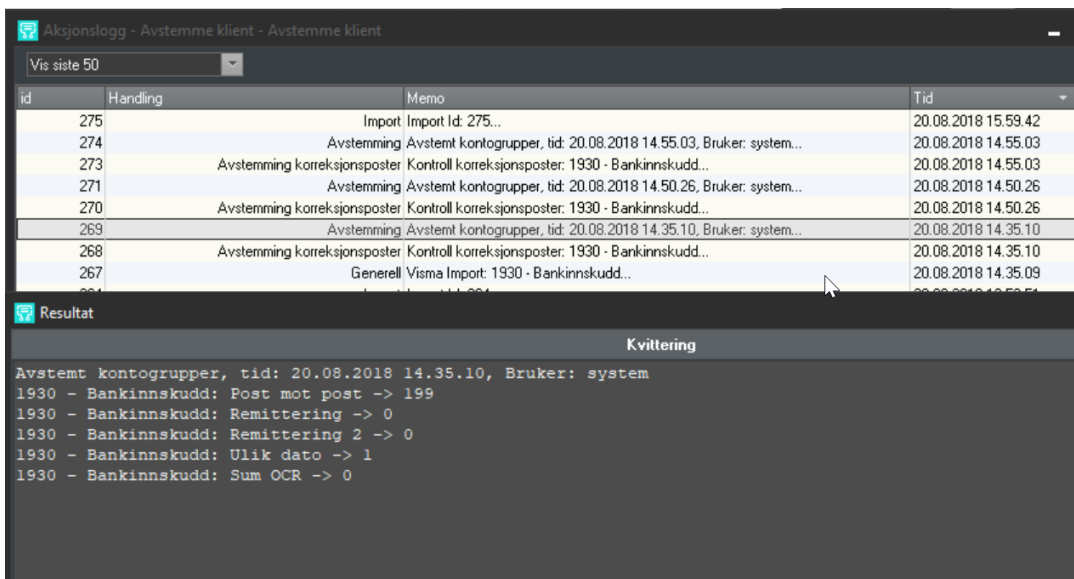 Aksjonslogg - Avstemme klient - Avstemme klient
Vis siste 50
id Handling Memo Tid
275 Import Import Id: 275... 20.08.2018 15.59.42
274 Avstemming Avstemt kontogrupper, tid: 20.08.2018 14.55.03, Bruker: system... 20.08.2018 14.55.03
273 Avstemming korreksjonsposter Kontroll korreksjonsposter: 1930 - Bankinnskudd... 20.08.2018 14.55.03
271 Avstemming Avstemt kontogrupper, tid: 20.08.2018 14.50.26, Bruker: system... 20.08.2018 14.50.26
270 Avstemming korreksjonsposter Kontroll korreksjonsposter: 1930 - Bankinnskudd... 20.08.2018 14.50.26
269 Avstemming Avstemt kontogrupper, tid: 20.08.2018 14.35.10, Bruker: system... 20.08.2018 14.35.10
268 Avstemming korreksjonsposter Kontroll korreksjonsposter: 1930 - Bankinnskudd... 20.08.2018 14.35.10
267 Generell Visma Import: 1930 - Bankinnskudd... 20.08.2018 14.35.09
Resultat
Kvittering
Avstemt kontogrupper, tid: 20.08.2018 14.35.10, Bruker: system
1930 - Bankinnskudd: Post mot post -> 199
1930 - Bankinnskudd: Remittering -> 0
1930 - Bankinnskudd: Remittering 2 -> 0
1930 - Bankinnskudd: Ulik dato -> 1
1930 - Bankinnskudd: Sum OCR -> 0